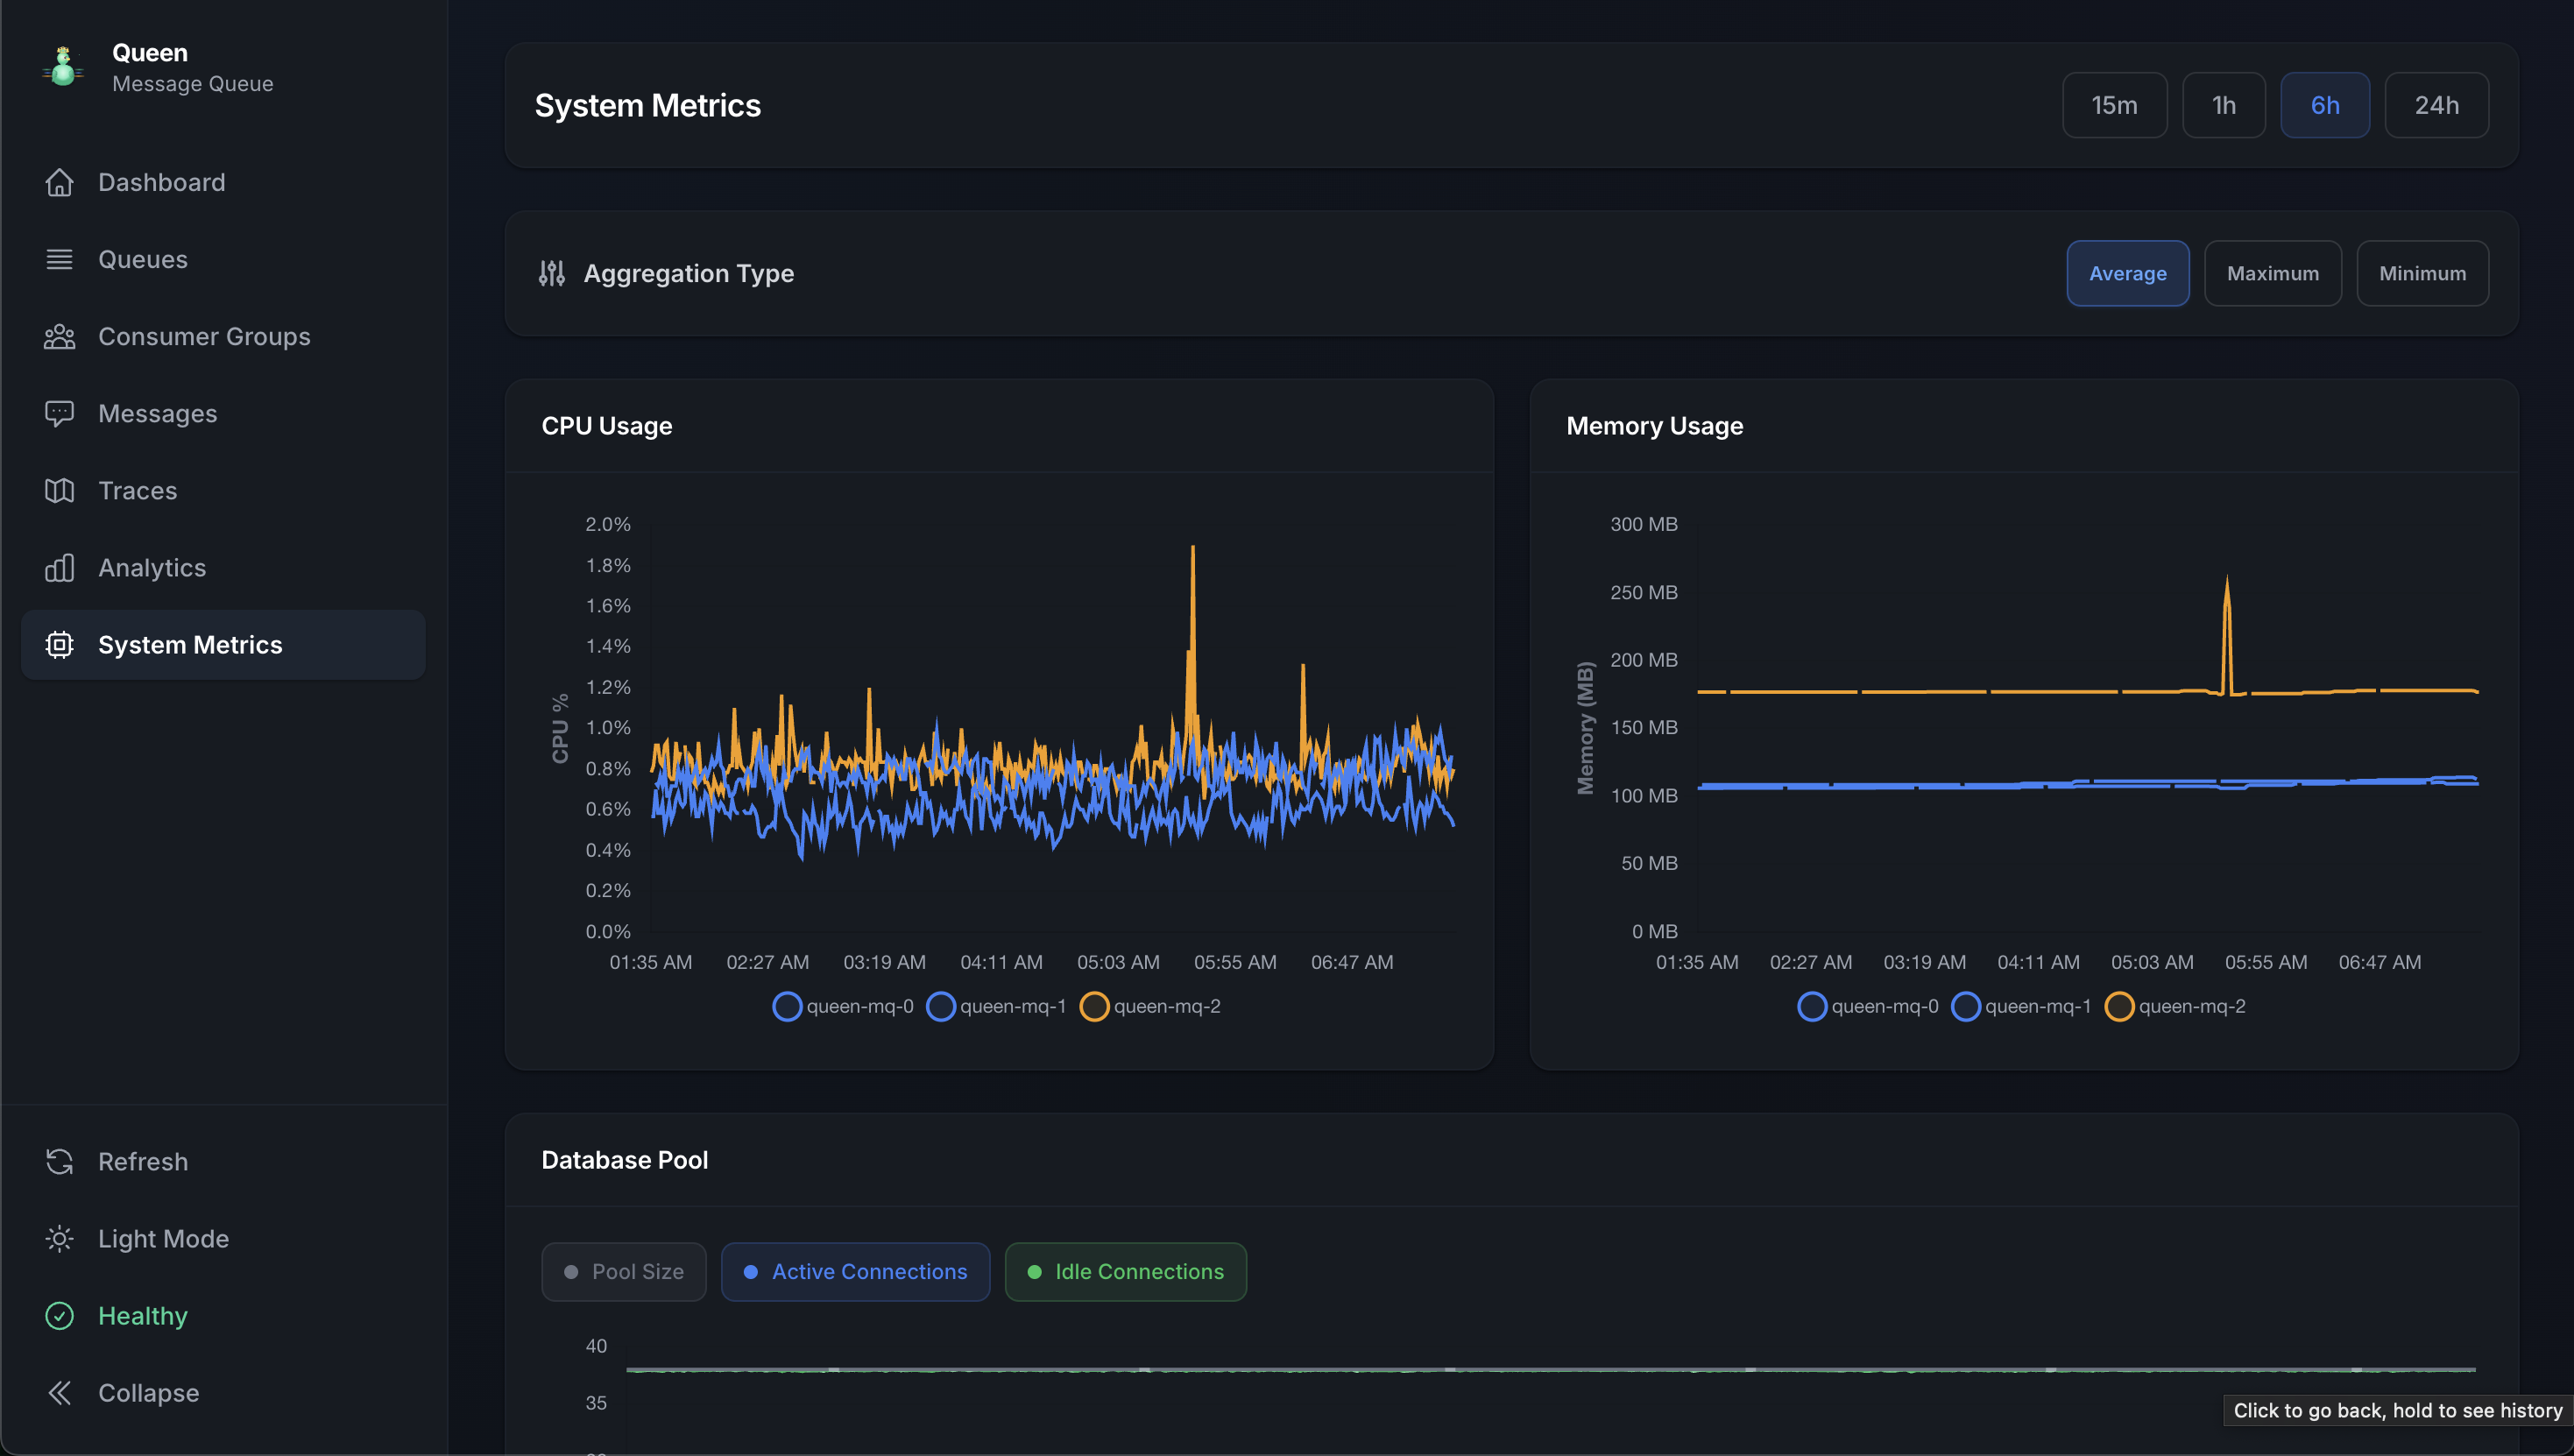 Queen
Message Queue
Dashboard
Queues
Consumer Groups
Messages
Traces
Analytics
System Metrics
Refresh
Light Mode
Healthy
Collapse
System Metrics
15m 1h 6h 24h
Aggregation Type
Average Maximum Minimum
CPU Usage
2.0%
1.8%
1.6%
1.4%
1.2%
1.0%
0.8%
0.6%
0.4%
0.2%
0.0%
CPU %
01:35 AM 02:27 AM 03:19 AM 04:11 AM 05:03 AM 05:55 AM 06:47 AM
queen-mq-0 queen-mq-1 queen-mq-2
Memory Usage
300 MB
250 MB
200 MB
150 MB
100 MB
50 MB
0 MB
Memory (MB)
01:35 AM 02:27 AM 03:19 AM 04:11 AM 05:03 AM 05:55 AM 06:47 AM
queen-mq-0 queen-mq-1 queen-mq-2
Database Pool
Pool Size Active Connections Idle Connections
40
35
Click to go back, hold to see history